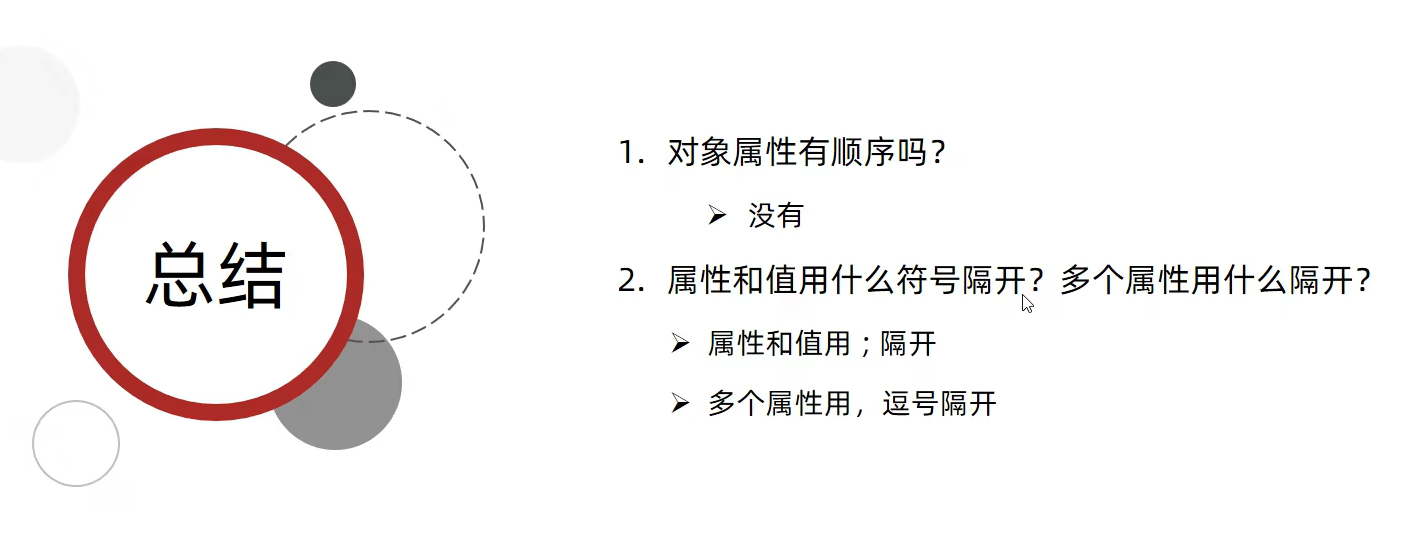 总结
1. 对象属性有顺序吗？
➢ 没有
2. 属性和值用什么符号隔开？多个属性用什么隔开？
➢ 属性和值用 ; 隔开
➢ 多个属性用，逗号隔开